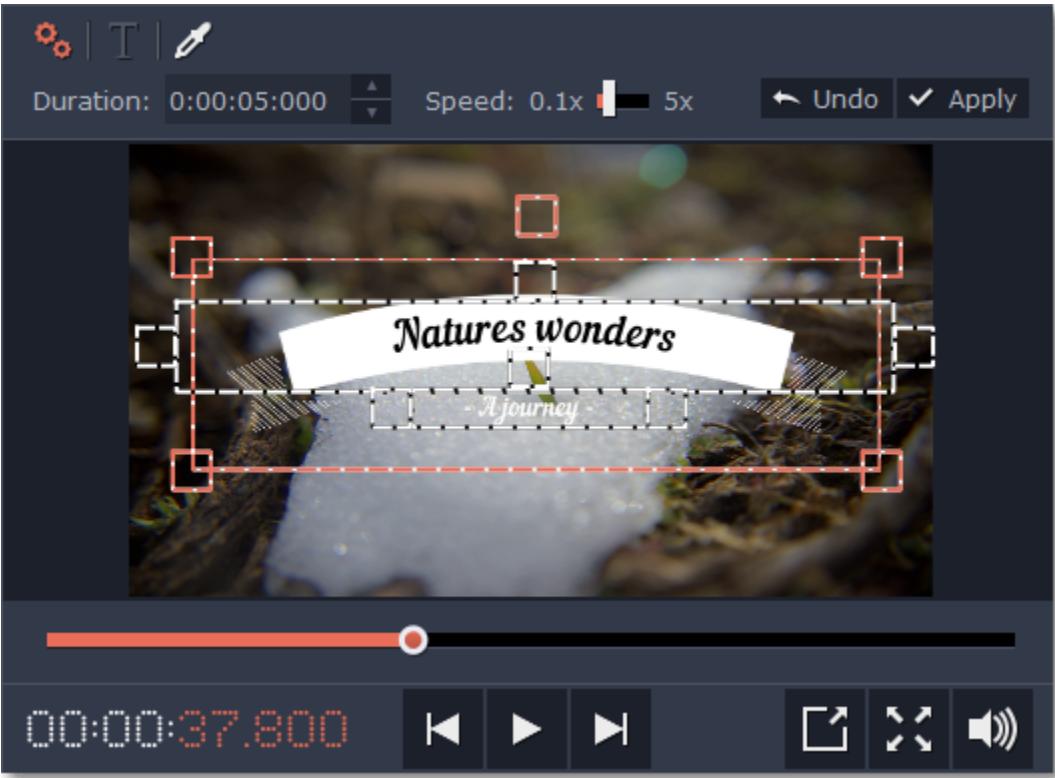 T
Duration: 0:00:05:000 Speed: 0.1x 5x Undo Apply
Natures wonders
- A journey -
00:00:37.800